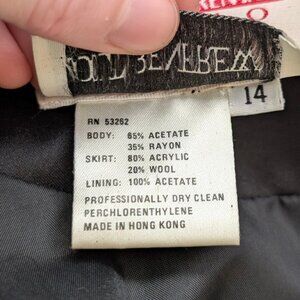 14
RN 53262
BODY: 65% ACETATE
35% RAYON
SKIRT: 80% ACRYLIC
20% WOOL
LINING: 100% ACETATE
PROFESSIONALLY DRY CLEAN
PERCHLORENTHYLENE
MADE IN HONG KONG